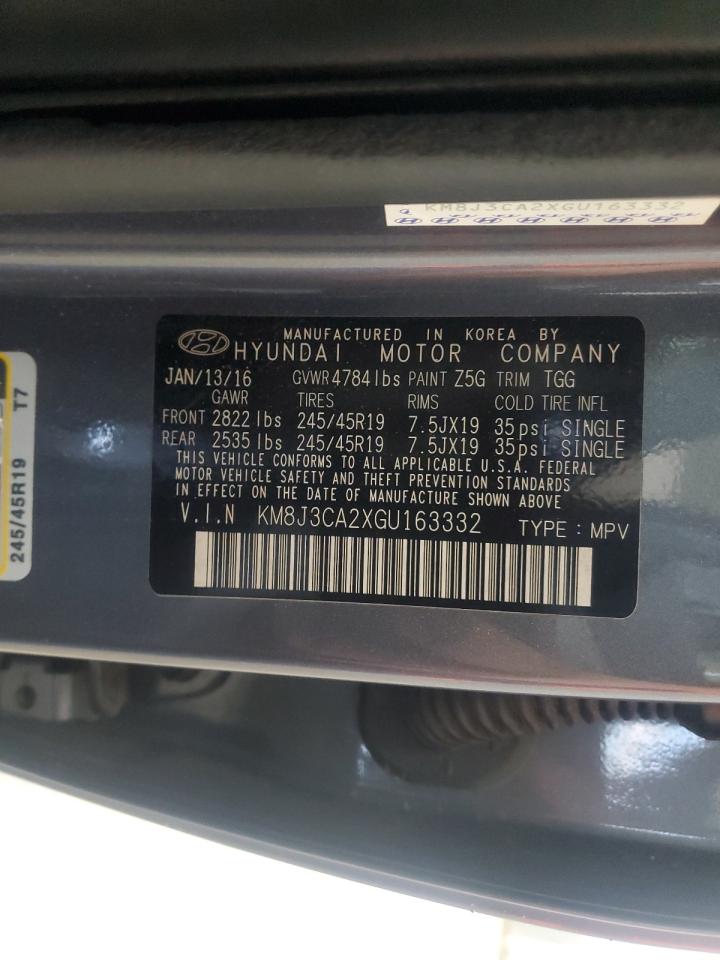 KM8J3CA2XGU163332
MANUFACTURED IN KOREA BY
HYUNDAI MOTOR COMPANY
JAN/13/16 GVWR 4784lbs PAINT Z5G TRIM TGG
GAWR TIRES RIMS COLD TIRE INFL
FRONT 2822 lbs 245/45R19 7.5JX19 35psi SINGLE
REAR 2535 lbs 245/45R19 7.5JX19 35psi SINGLE
THIS VEHICLE CONFORMS TO ALL APPLICABLE U.S.A. FEDERAL
MOTOR VEHICLE SAFETY AND THEFT PREVENTION STANDARDS
IN EFFECT ON THE DATE OF MANUFACTURE SHOWN ABOVE
V.I.N KM8J3CA2XGU163332 TYPE : MPV
245/45R19 T7